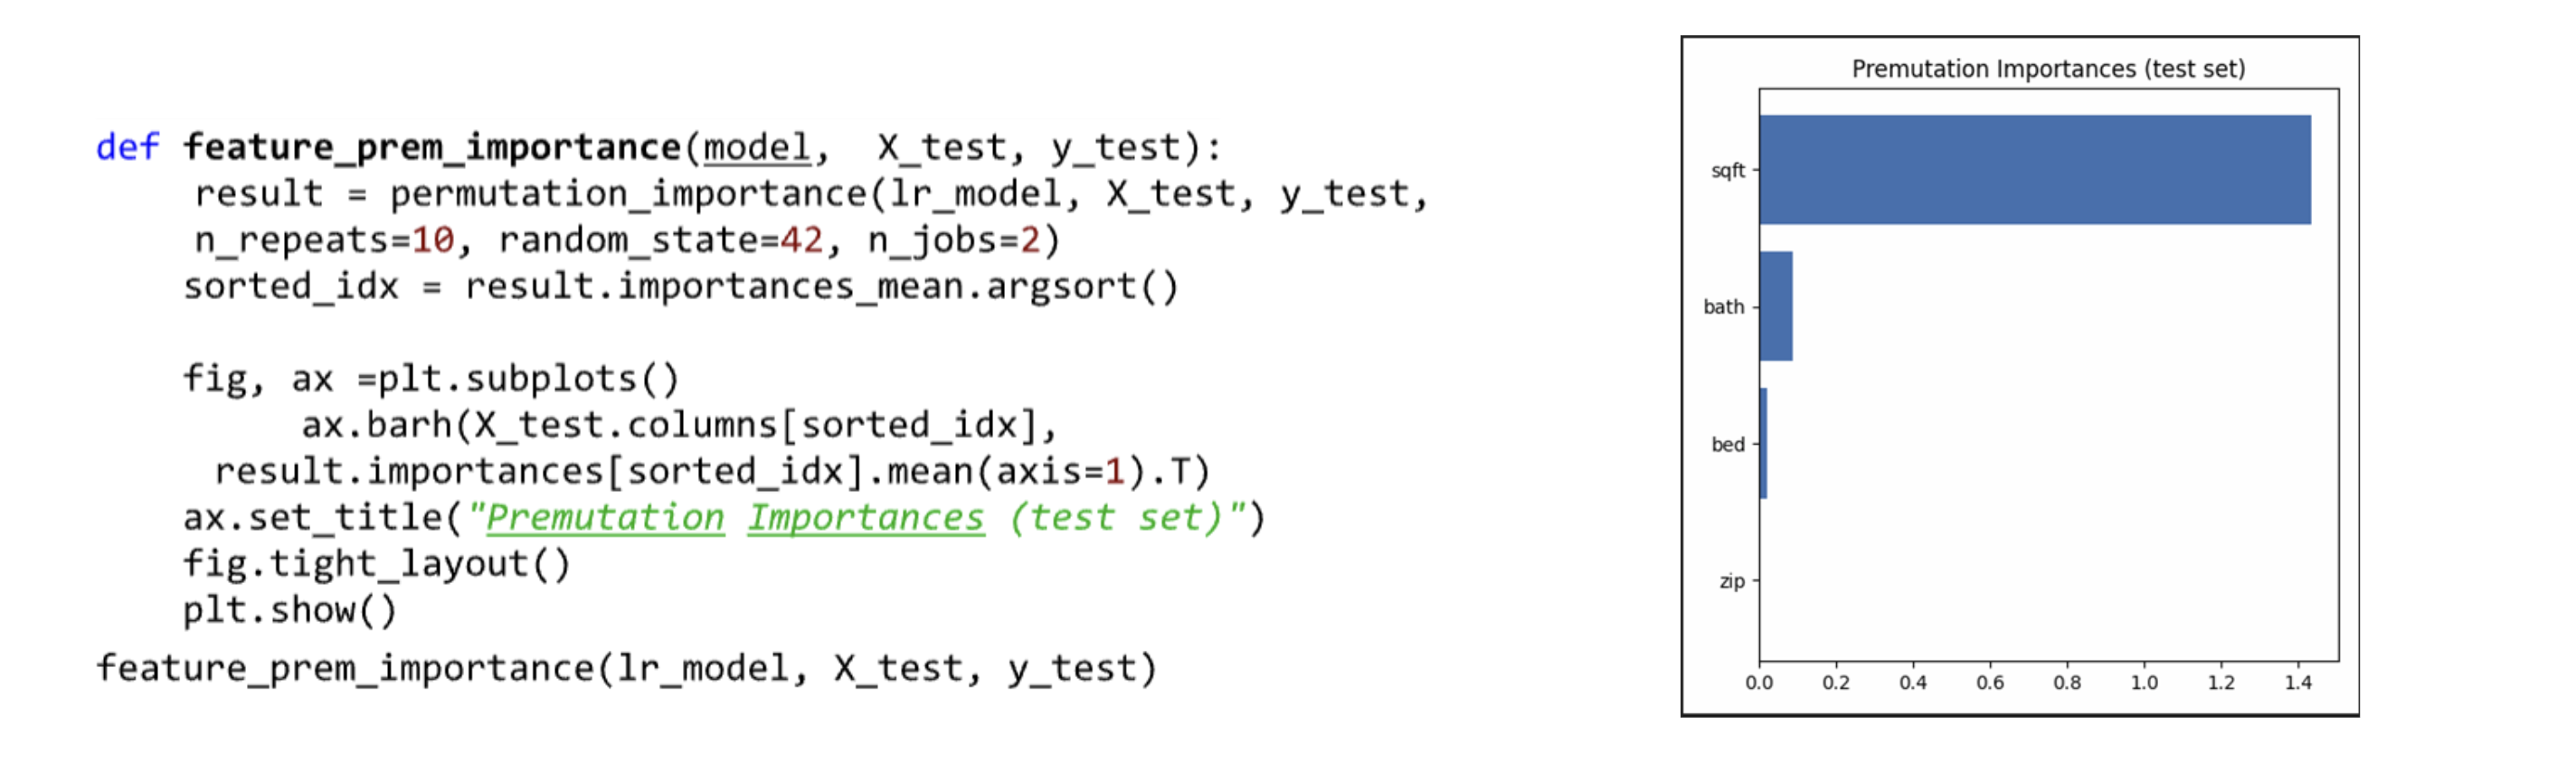 def feature_prem_importance(model,  X_test, y_test):
result = permutation_importance(lr_model, X_test, y_test,
n_repeats=10, random_state=42, n_jobs=2)
sorted_idx = result.importances_mean.argsort()
fig, ax =plt.subplots()
ax.barh(X_test.columns[sorted_idx],
result.importances[sorted_idx].mean(axis=1).T)
ax.set_title("Premutation Importances (test set)")
fig.tight_layout()
plt.show()
feature_prem_importance(lr_model, X_test, y_test)
Premutation Importances (test set)
sqft
bath
bed
zip
0.0 0.2 0.4 0.6 0.8 1.0 1.2 1.4